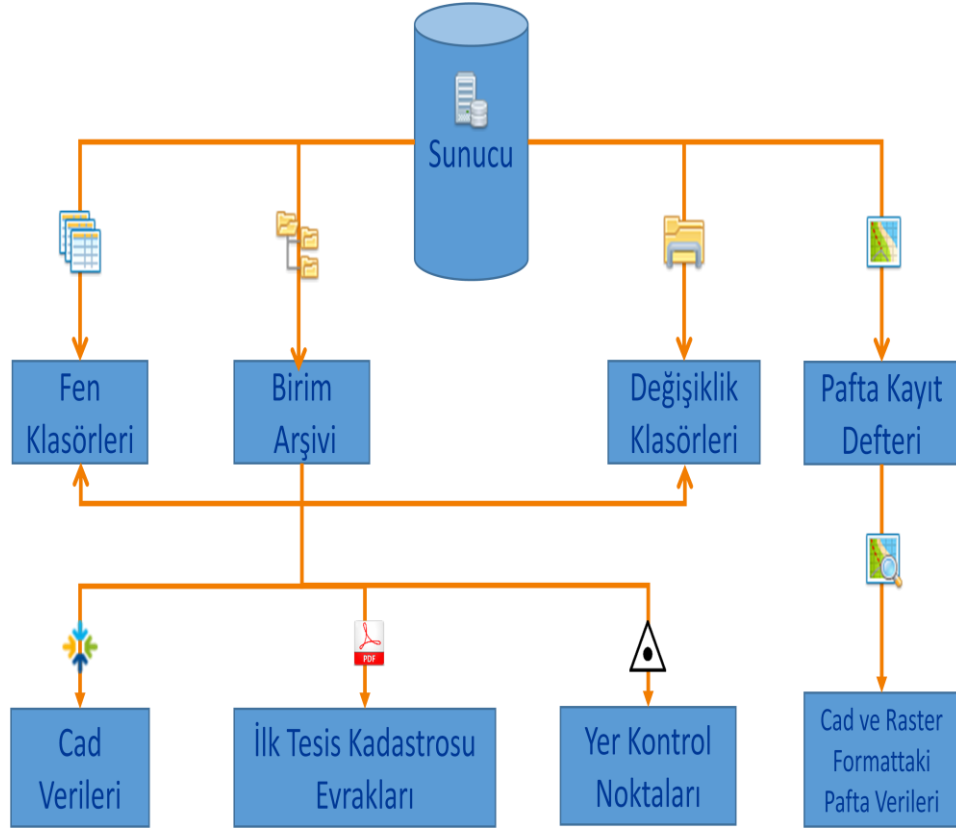 Sunucu
Fen
Klasörleri
Birim
Arşivi
Değişiklik
Klasörleri
Pafta Kayıt
Defteri
PDF
Cad
Verileri
İlk Tesis Kadastrosu
Evrakları
Yer Kontrol
Noktaları
Cad ve Raster
Formattaki
Pafta Verileri